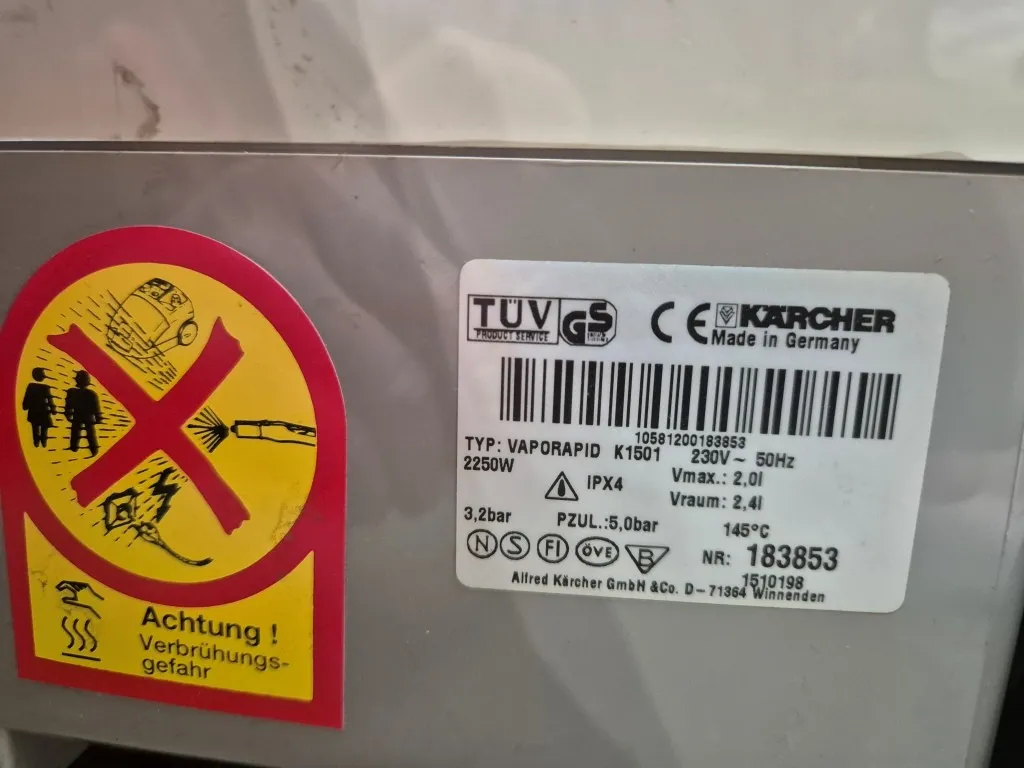 TÜV
PRODUCT SERVICE
GS
CE
KÄRCHER
Made in Germany
10581200183853
TYP: VAPORAPID K1501 230V ~ 50Hz
2250W
IPX4
Vmax.: 2,0l
Vraum: 2,4l
3,2bar PZUL.:5,0bar 145°C
N S FI ÖVE B NR: 183853
1510198
Alfred Kärcher GmbH &Co. D-71364 Winnenden
Achtung !
Verbrühungs-
gefahr